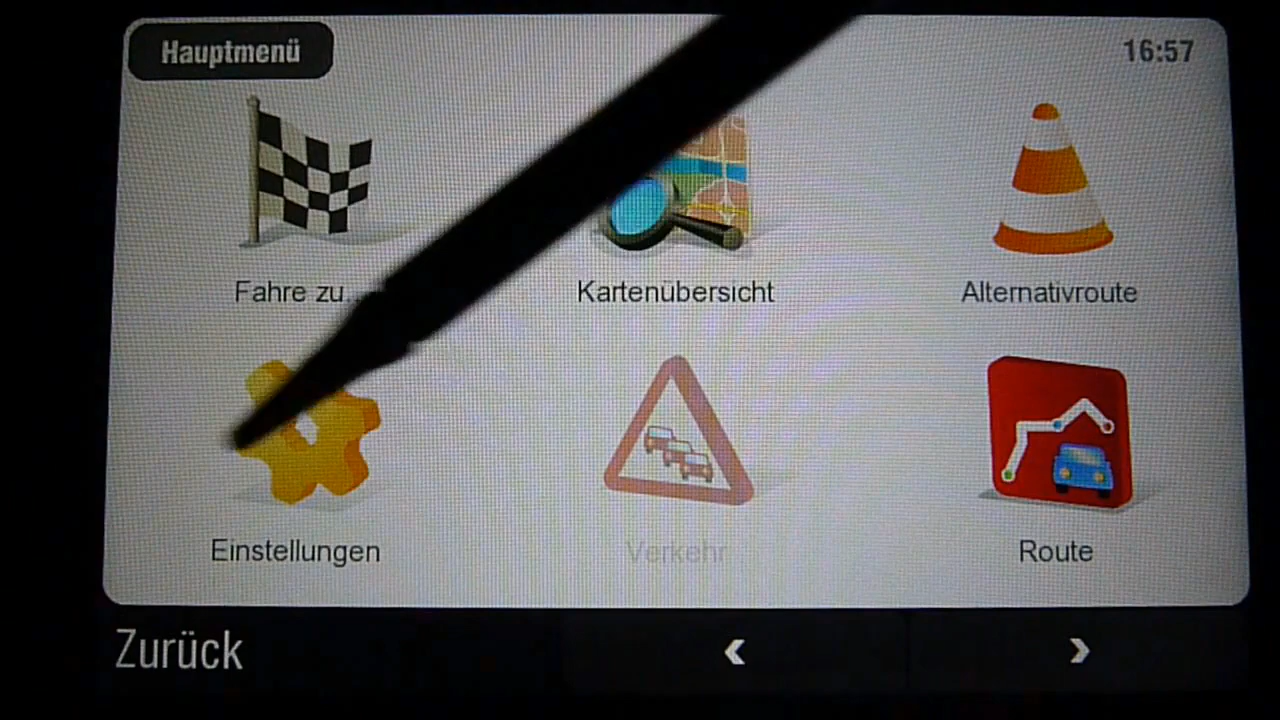 Hauptmenü
16:57
Fahre zu
Kartenübersicht
Alternativroute
Einstellungen
Verkehr
Route
Zurück